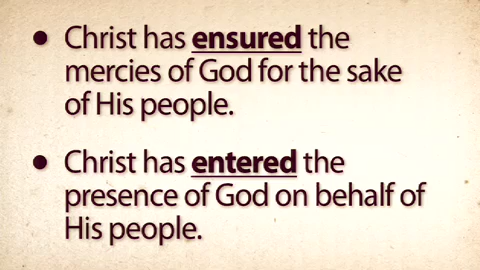 • Christ has ensured the
mercies of God for the sake
of His people.
• Christ has entered the
presence of God on behalf of
His people.